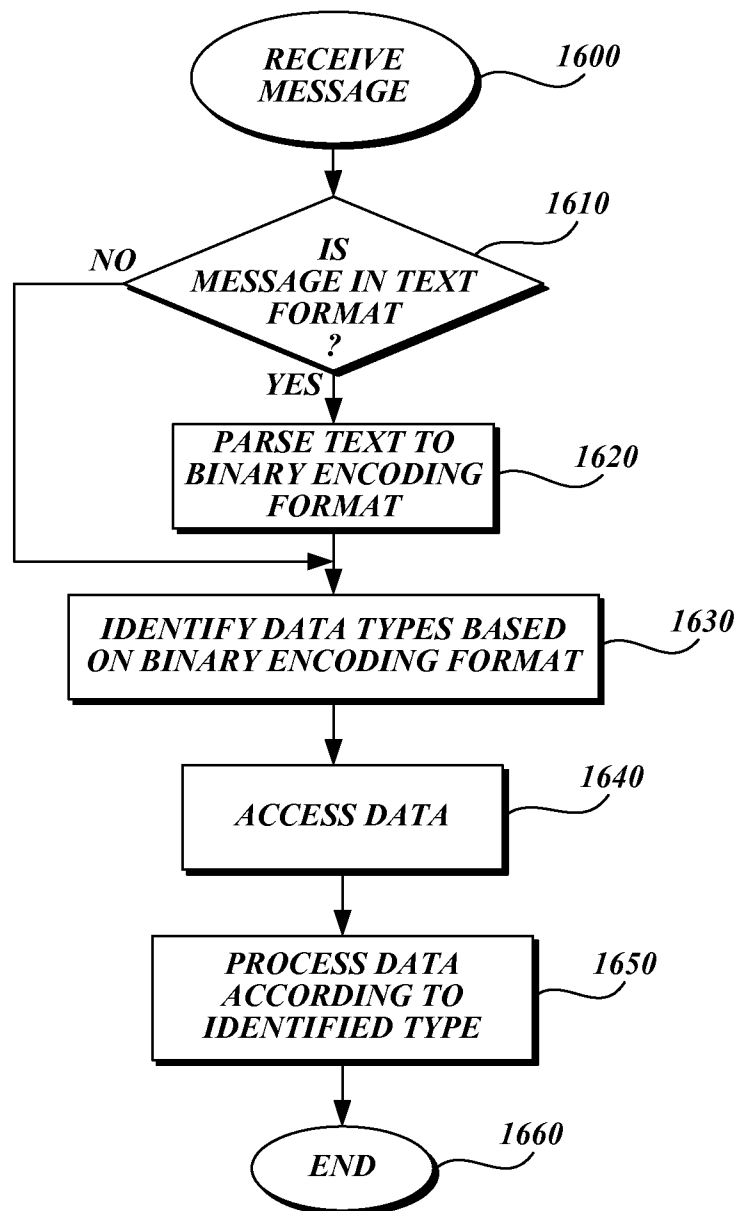 RECEIVE
MESSAGE
1600
1610
NO
IS
MESSAGE IN TEXT
FORMAT
?
YES
PARSE TEXT TO
BINARY ENCODING
FORMAT
1620
IDENTIFY DATA TYPES BASED
ON BINARY ENCODING FORMAT
1630
ACCESS DATA
1640
PROCESS DATA
ACCORDING TO
IDENTIFIED TYPE
1650
END
1660